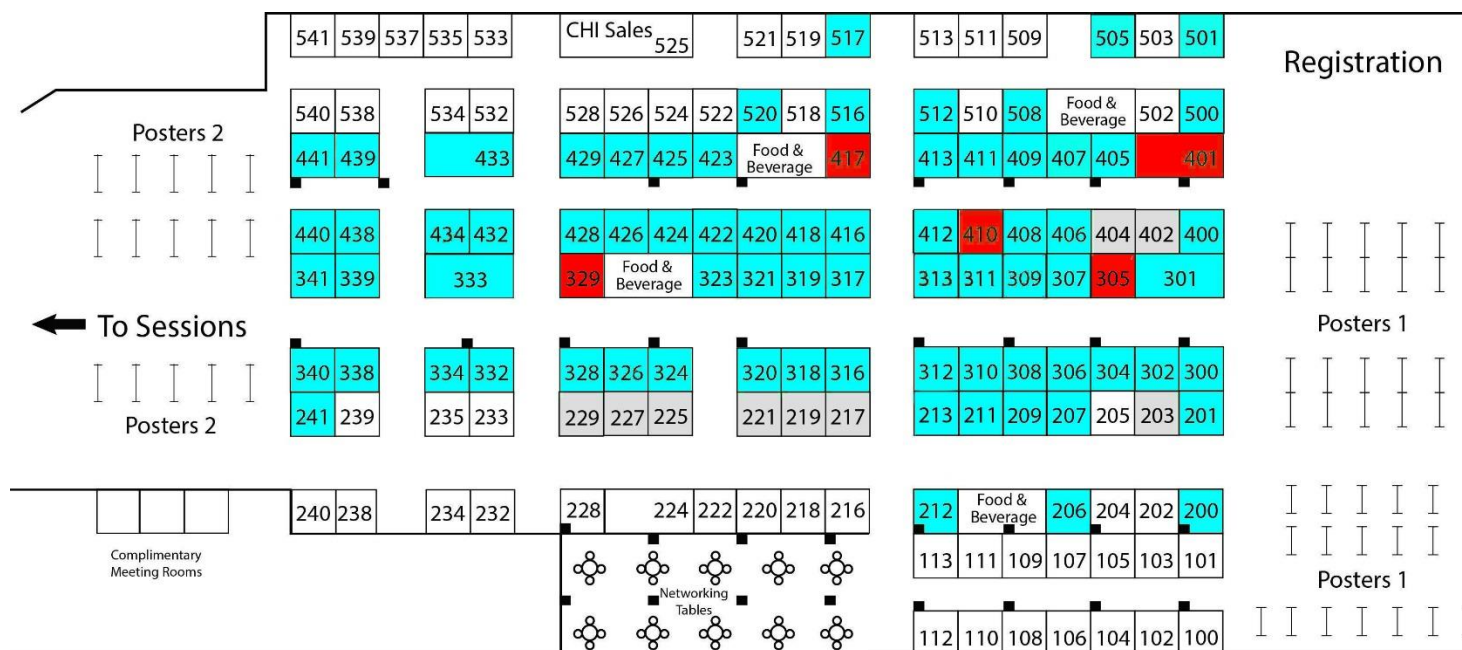 541 539 537 535 533 CHI Sales 525 521 519 517 513 511 509 505 503 501
Registration
540 538 534 532 528 526 524 522 520 518 516 512 510 508 Food & Beverage 502 500
Posters 2
441 439 433 429 427 425 423 Food & Beverage 417 413 411 409 407 405 401
440 438 434 432 428 426 424 422 420 418 416 412 410 408 406 404 402 400
341 339 333 329 Food & Beverage 323 321 319 317 313 311 309 307 305 301
To Sessions
Posters 1
340 338 334 332 328 326 324 320 318 316 312 310 308 306 304 302 300
241 239 235 233 229 227 225 221 219 217 213 211 209 207 205 203 201
Posters 2
240 238 234 232 228 224 222 220 218 216 212 Food & Beverage 206 204 202 200
Complimentary
Meeting Rooms
113 111 109 107 105 103 101
Posters 1
Networking
Tables
112 110 108 106 104 102 100